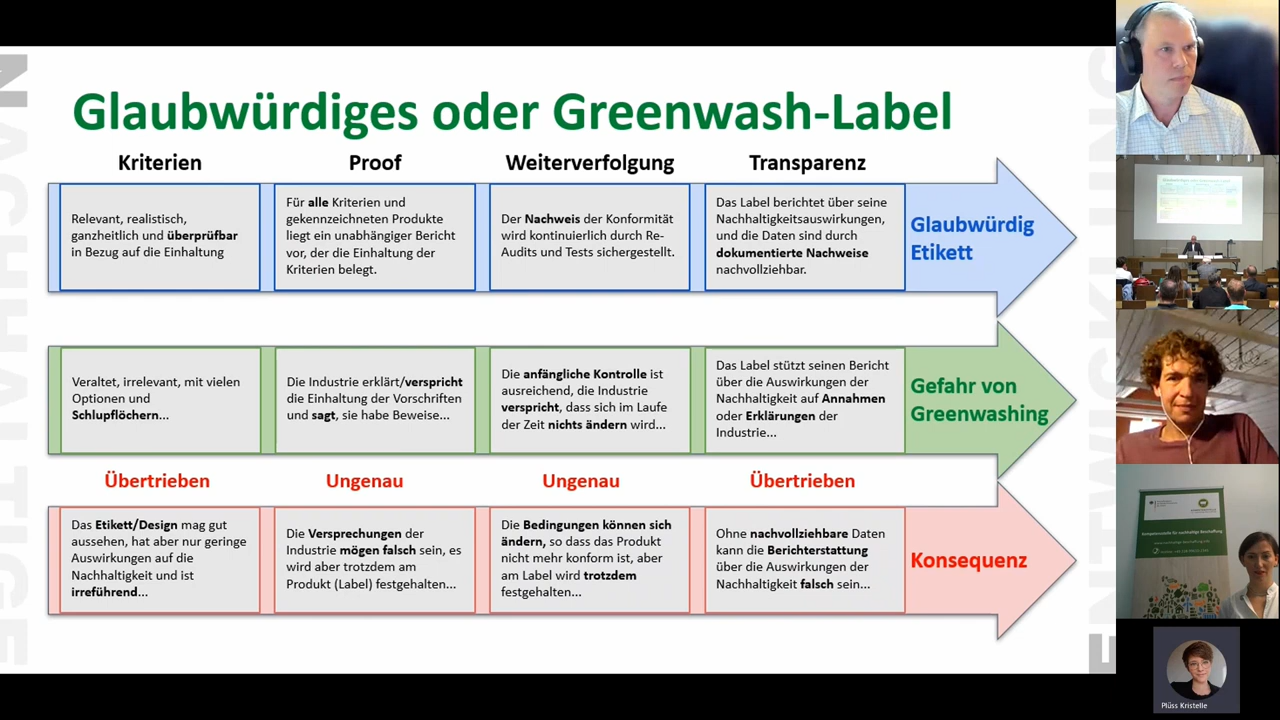 Glaubwürdiges oder Greenwash-Label
Kriterien
Proof
Weiterverfolgung
Transparenz
Relevant, realistisch,
ganzheitlich und überprüfbar
in Bezug auf die Einhaltung
Für alle Kriterien und
gekennzeichneten Produkte
liegt ein unabhängiger Bericht
vor, der die Einhaltung der
Kriterien belegt.
Der Nachweis der Konformität
wird kontinuierlich durch Re-
Audits und Tests sichergestellt.
Das Label berichtet über seine
Nachhaltigkeitsauswirkungen,
und die Daten sind durch
dokumentierte Nachweise
nachvollziehbar.
Glaubwürdig
Etikett
Veraltet, irrelevant, mit vielen
Optionen und
Schlupflöchern...
Die Industrie erklärt/verspricht
die Einhaltung der Vorschriften
und sagt, sie habe Beweise...
Die anfängliche Kontrolle ist
ausreichend, die Industrie
verspricht, dass sich im Laufe
der Zeit nichts ändern wird...
Das Label stützt seinen Bericht
über die Auswirkungen der
Nachhaltigkeit auf Annahmen
oder Erklärungen der
Industrie...
Gefahr von
Greenwashing
Übertrieben
Ungenau
Ungenau
Übertrieben
Das Etikett/Design mag gut
aussehen, hat aber nur geringe
Auswirkungen auf die
Nachhaltigkeit und ist
irreführend...
Die Versprechungen der
Industrie mögen falsch sein, es
wird aber trotzdem am
Produkt (Label) festgehalten...
Die Bedingungen können sich
ändern, so dass das Produkt
nicht mehr konform ist, aber
am Label wird trotzdem
festgehalten...
Ohne nachvollziehbare Daten
kann die Berichterstattung
über die Auswirkungen der
Nachhaltigkeit falsch sein...
Konsequenz
Kompetenzstelle für nachhaltige Beschaffung
Plüss Kristelle